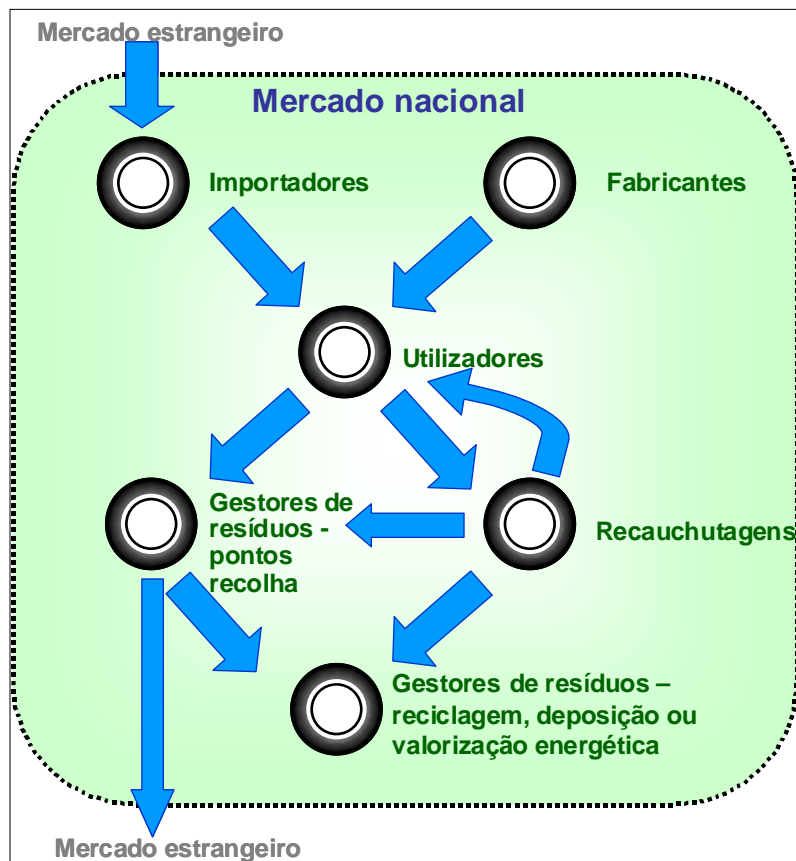 Mercado estrangeiro
Mercado nacional
Importadores
Fabricantes
Utilizadores
Gestores de
resíduos -
pontos
recolha
Recauchutagens
Gestores de resíduos –
reciclagem, deposição ou
valorização energética
Mercado estrangeiro